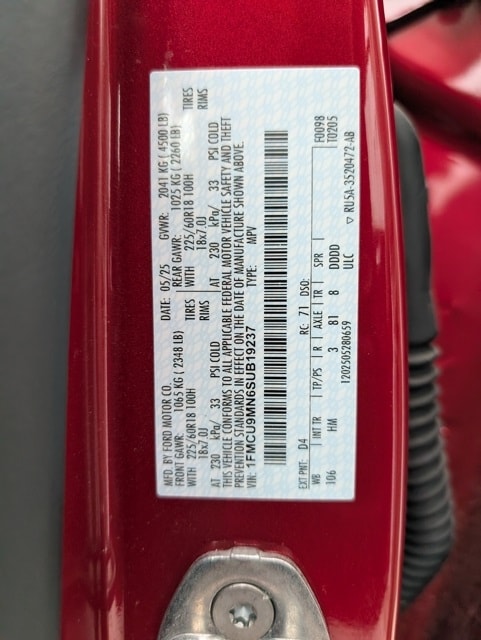 MFD. BY FORD MOTOR CO. DATE: 05/25 GVWR: 2041 KG ( 4500 LB)
FRONT GAWR: 1065 KG ( 2348 LB) REAR GAWR: 1025 KG ( 2260 LB)
WITH 225/60R18 100H TIRES WITH 225/60R18 100H TIRES
18x7.0J RIMS 18x7.0J RIMS
AT 230 kPa/ 33 PSI COLD AT 230 kPa/ 33 PSI COLD
THIS VEHICLE CONFORMS TO ALL APPLICABLE FEDERAL MOTOR VEHICLE SAFETY AND THEFT
PREVENTION STANDARDS IN EFFECT ON THE DATE OF MANUFACTURE SHOWN ABOVE.
VIN: 1FMCU9MN6SUB19237 TYPE: MPV
F0098
T0205
EXT PNT: D4 RC: 71 DSO:
WB INT TR TP/PS R AXLE TR SPR
106 HM 3 81 8 DDDD
1202505280659 ULC ▽ RU5A-3520472-AB